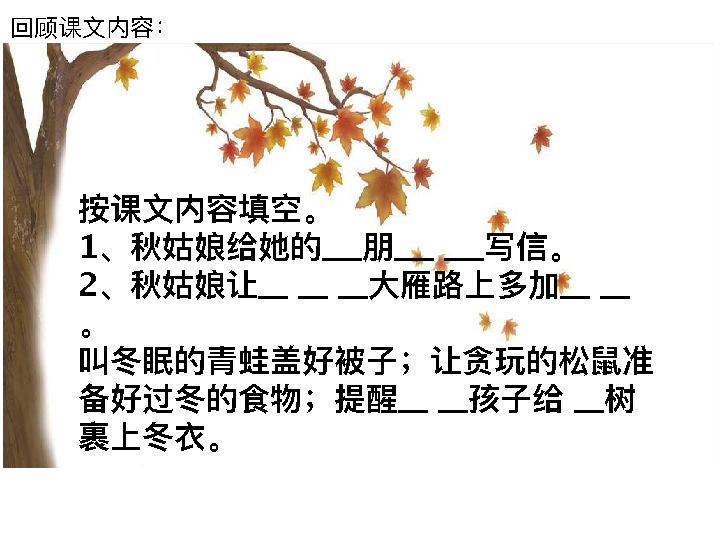 回顾课文内容：
按课文内容填空。
1、秋姑娘给她的__朋__ __写信。
2、秋姑娘让__ __ __大雁路上多加__ __
。
叫冬眠的青蛙盖好被子；让贪玩的松鼠准
备好过冬的食物；提醒__ __孩子给 __树
裹上冬衣。